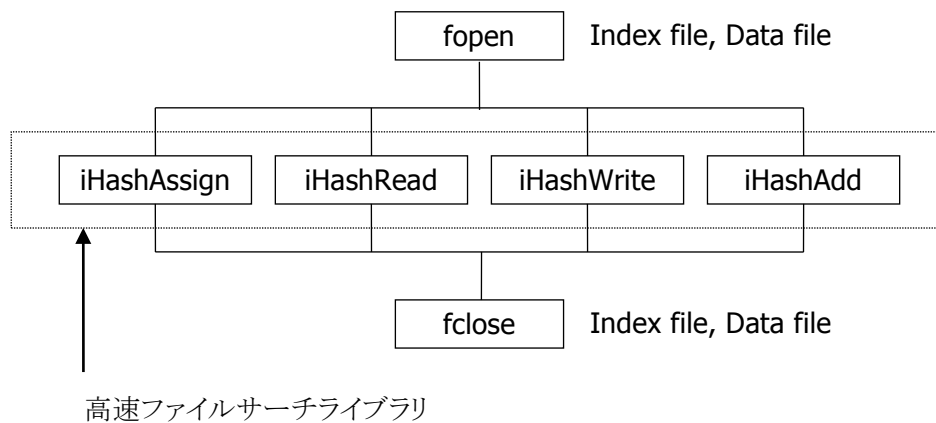 fopen Index file, Data file
iHashAssign iHashRead iHashWrite iHashAdd
fclose Index file, Data file
高速ファイルサーチライブラリ